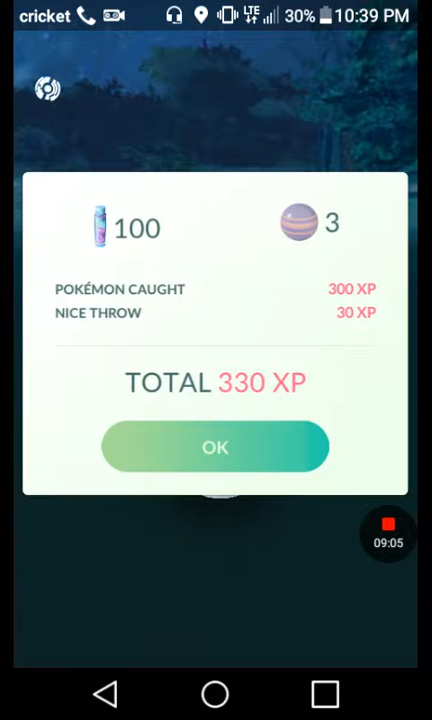 cricket LTE 30% 10:39 PM
100 3
POKÉMON CAUGHT 300 XP
NICE THROW 30 XP
TOTAL 330 XP
OK
09:05